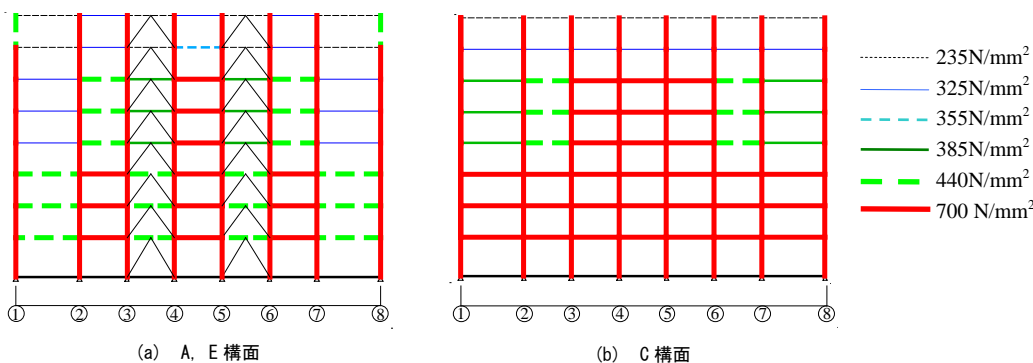 235N/mm²
325N/mm²
355N/mm²
385N/mm²
440N/mm²
700 N/mm²
① ② ③ ④ ⑤ ⑥ ⑦ ⑧
① ② ③ ④ ⑤ ⑥ ⑦ ⑧
(a) A, E 構面
(b) C 構面